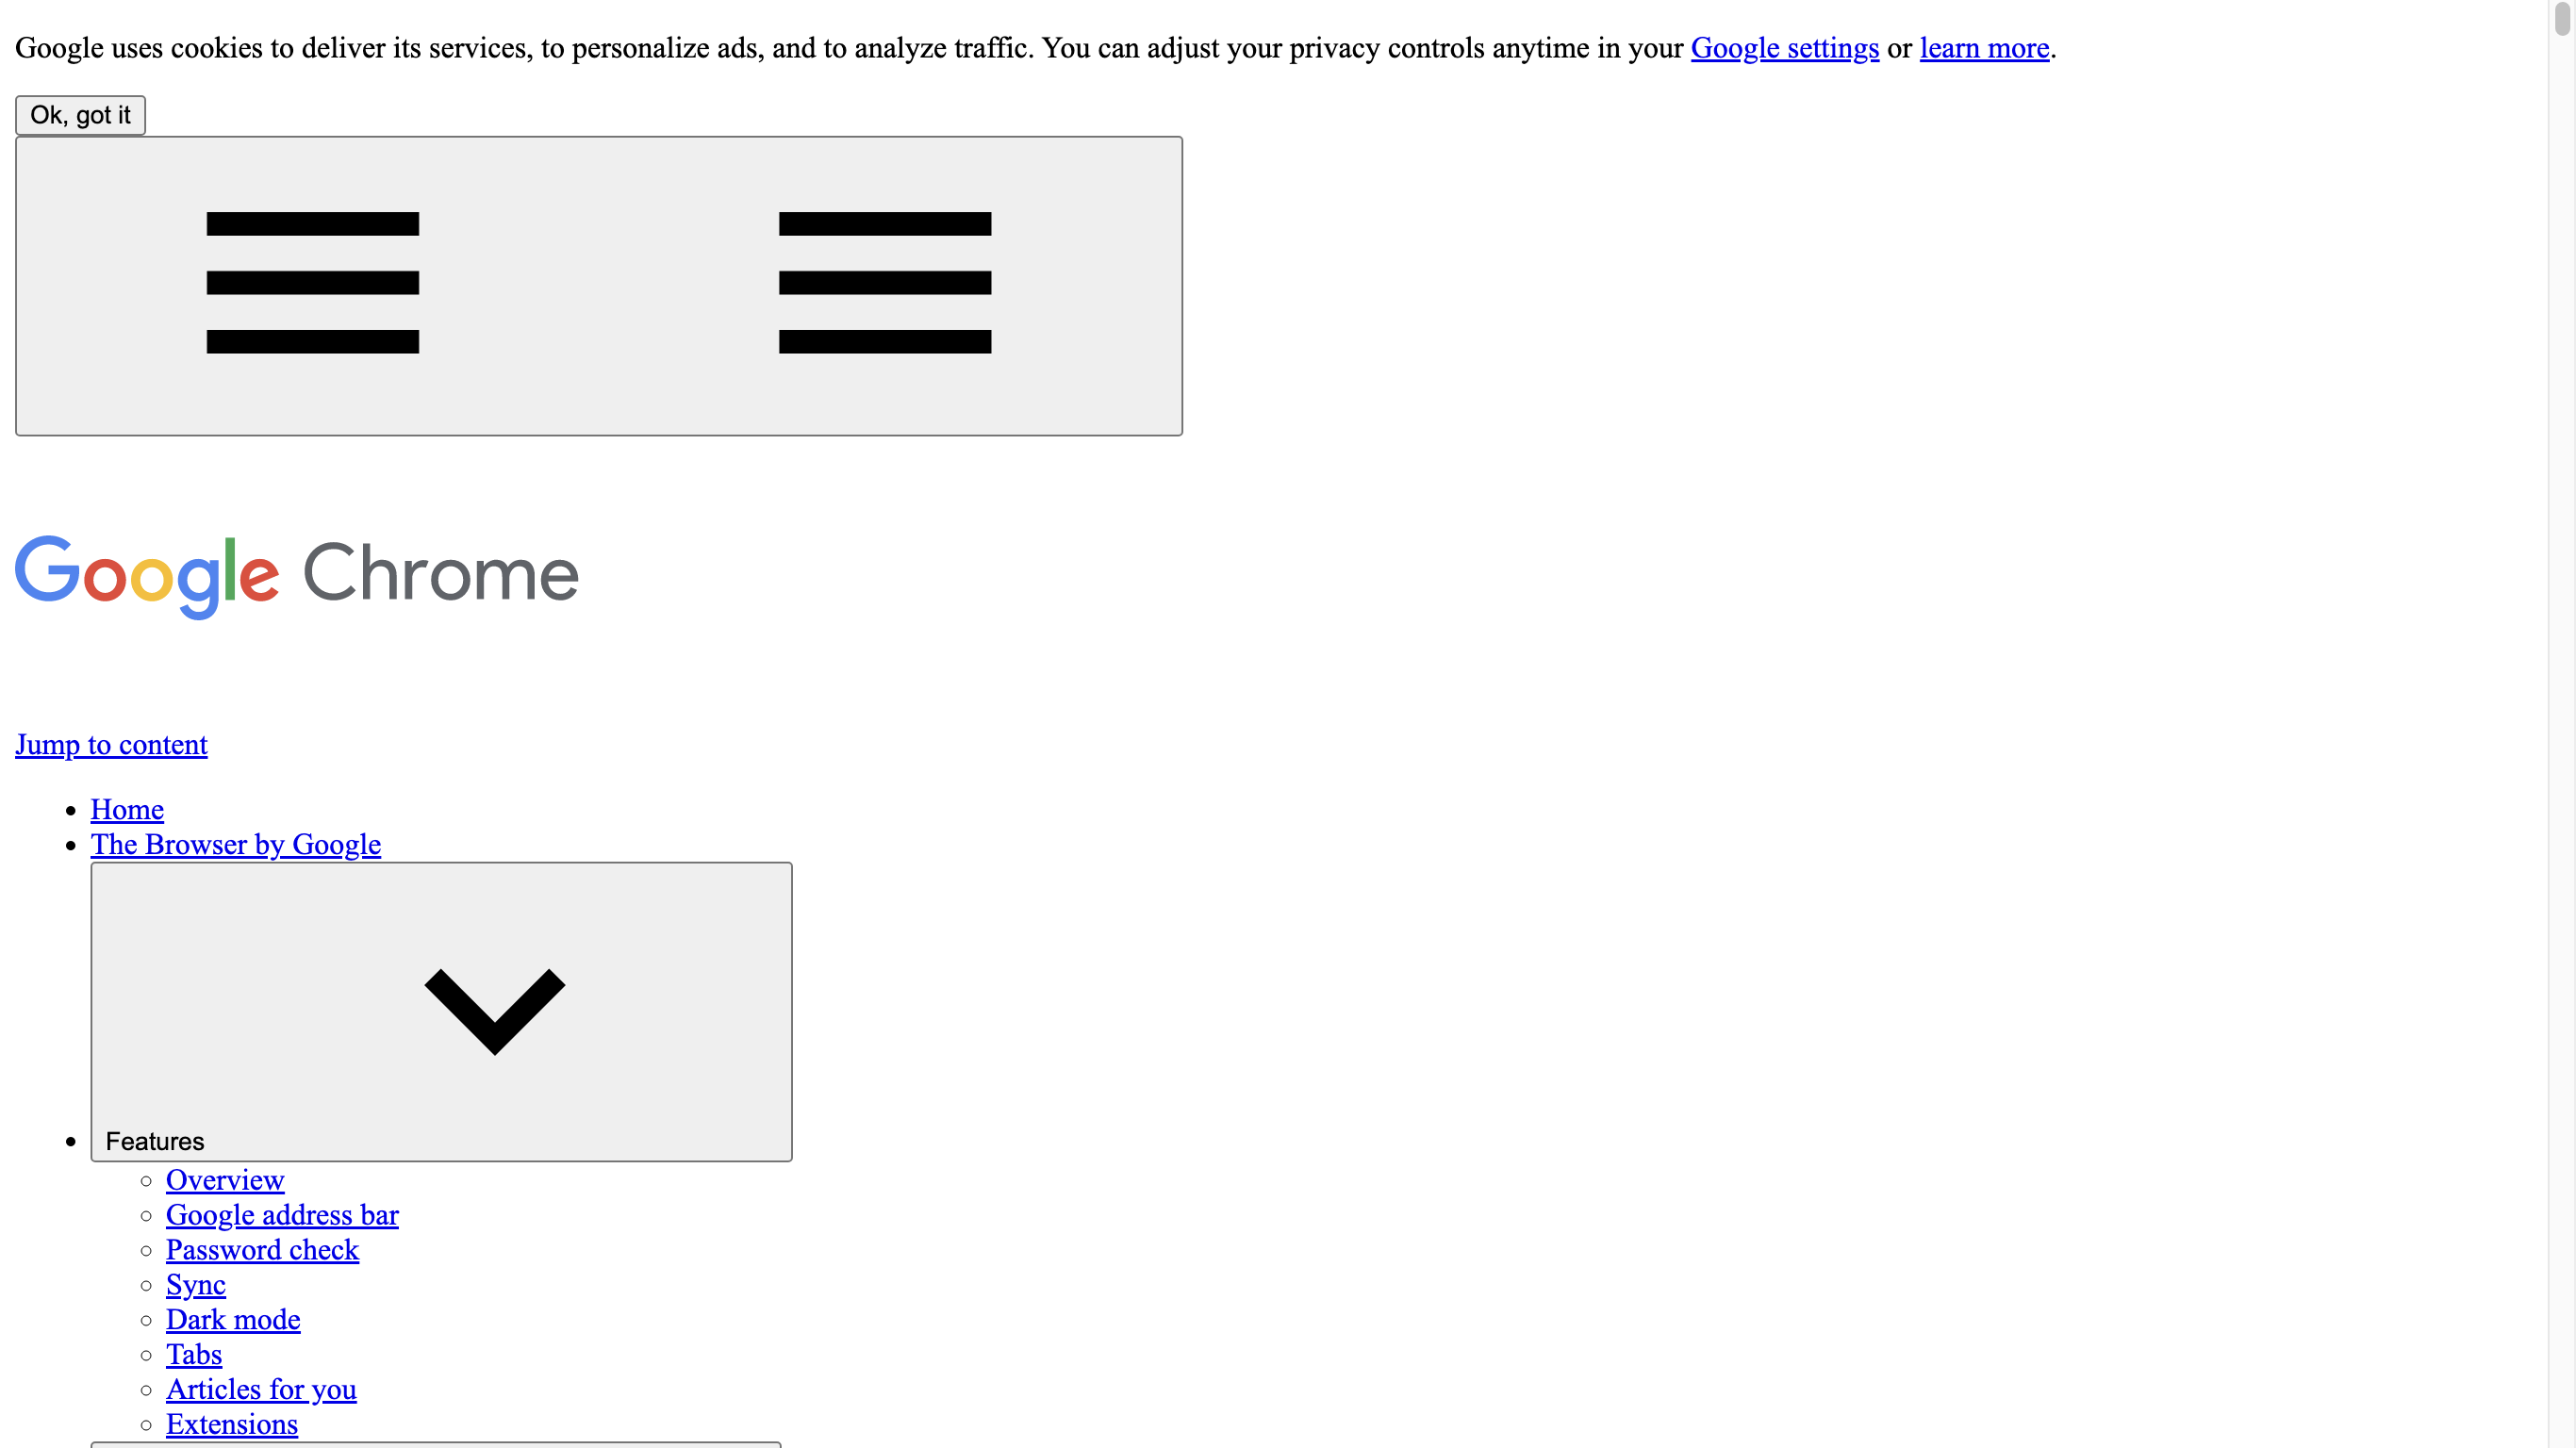 Google uses cookies to deliver its services, to personalize ads, and to analyze traffic. You can adjust your privacy controls anytime in your Google settings or learn more.
Ok, got it
Google Chrome
Jump to content
Home
The Browser by Google
Features
Overview
Google address bar
Password check
Sync
Dark mode
Tabs
Articles for you
Extensions